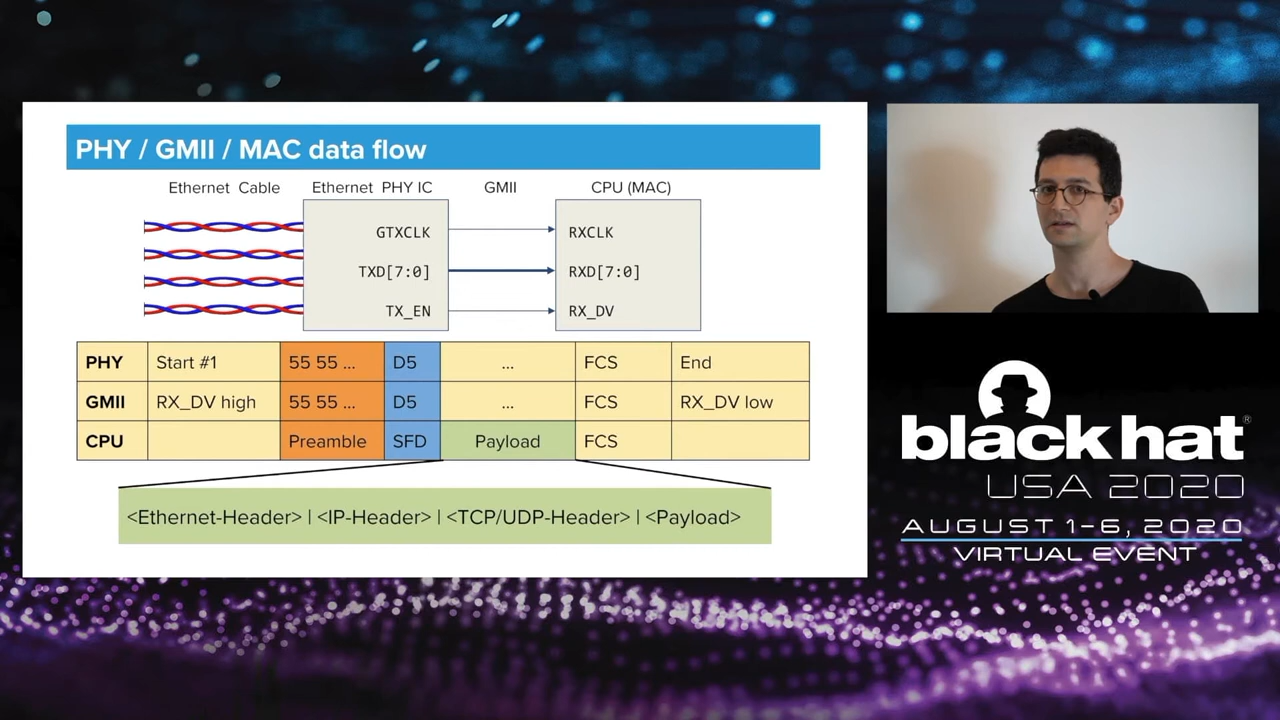 PHY / GMII / MAC data flow
Ethernet Cable Ethernet PHY IC GMII CPU (MAC)
GTXCLK RXCLK
TXD[7:0] RXD[7:0]
TX_EN RX_DV
PHY Start #1 55 55 ... D5 ... FCS End
GMII RX_DV high 55 55 ... D5 ... FCS RX_DV low
CPU Preamble SFD Payload FCS
<Ethernet-Header> | <IP-Header> | <TCP/UDP-Header> | <Payload>
black hat®
USA 2020
AUGUST 1-6, 2020
VIRTUAL EVENT